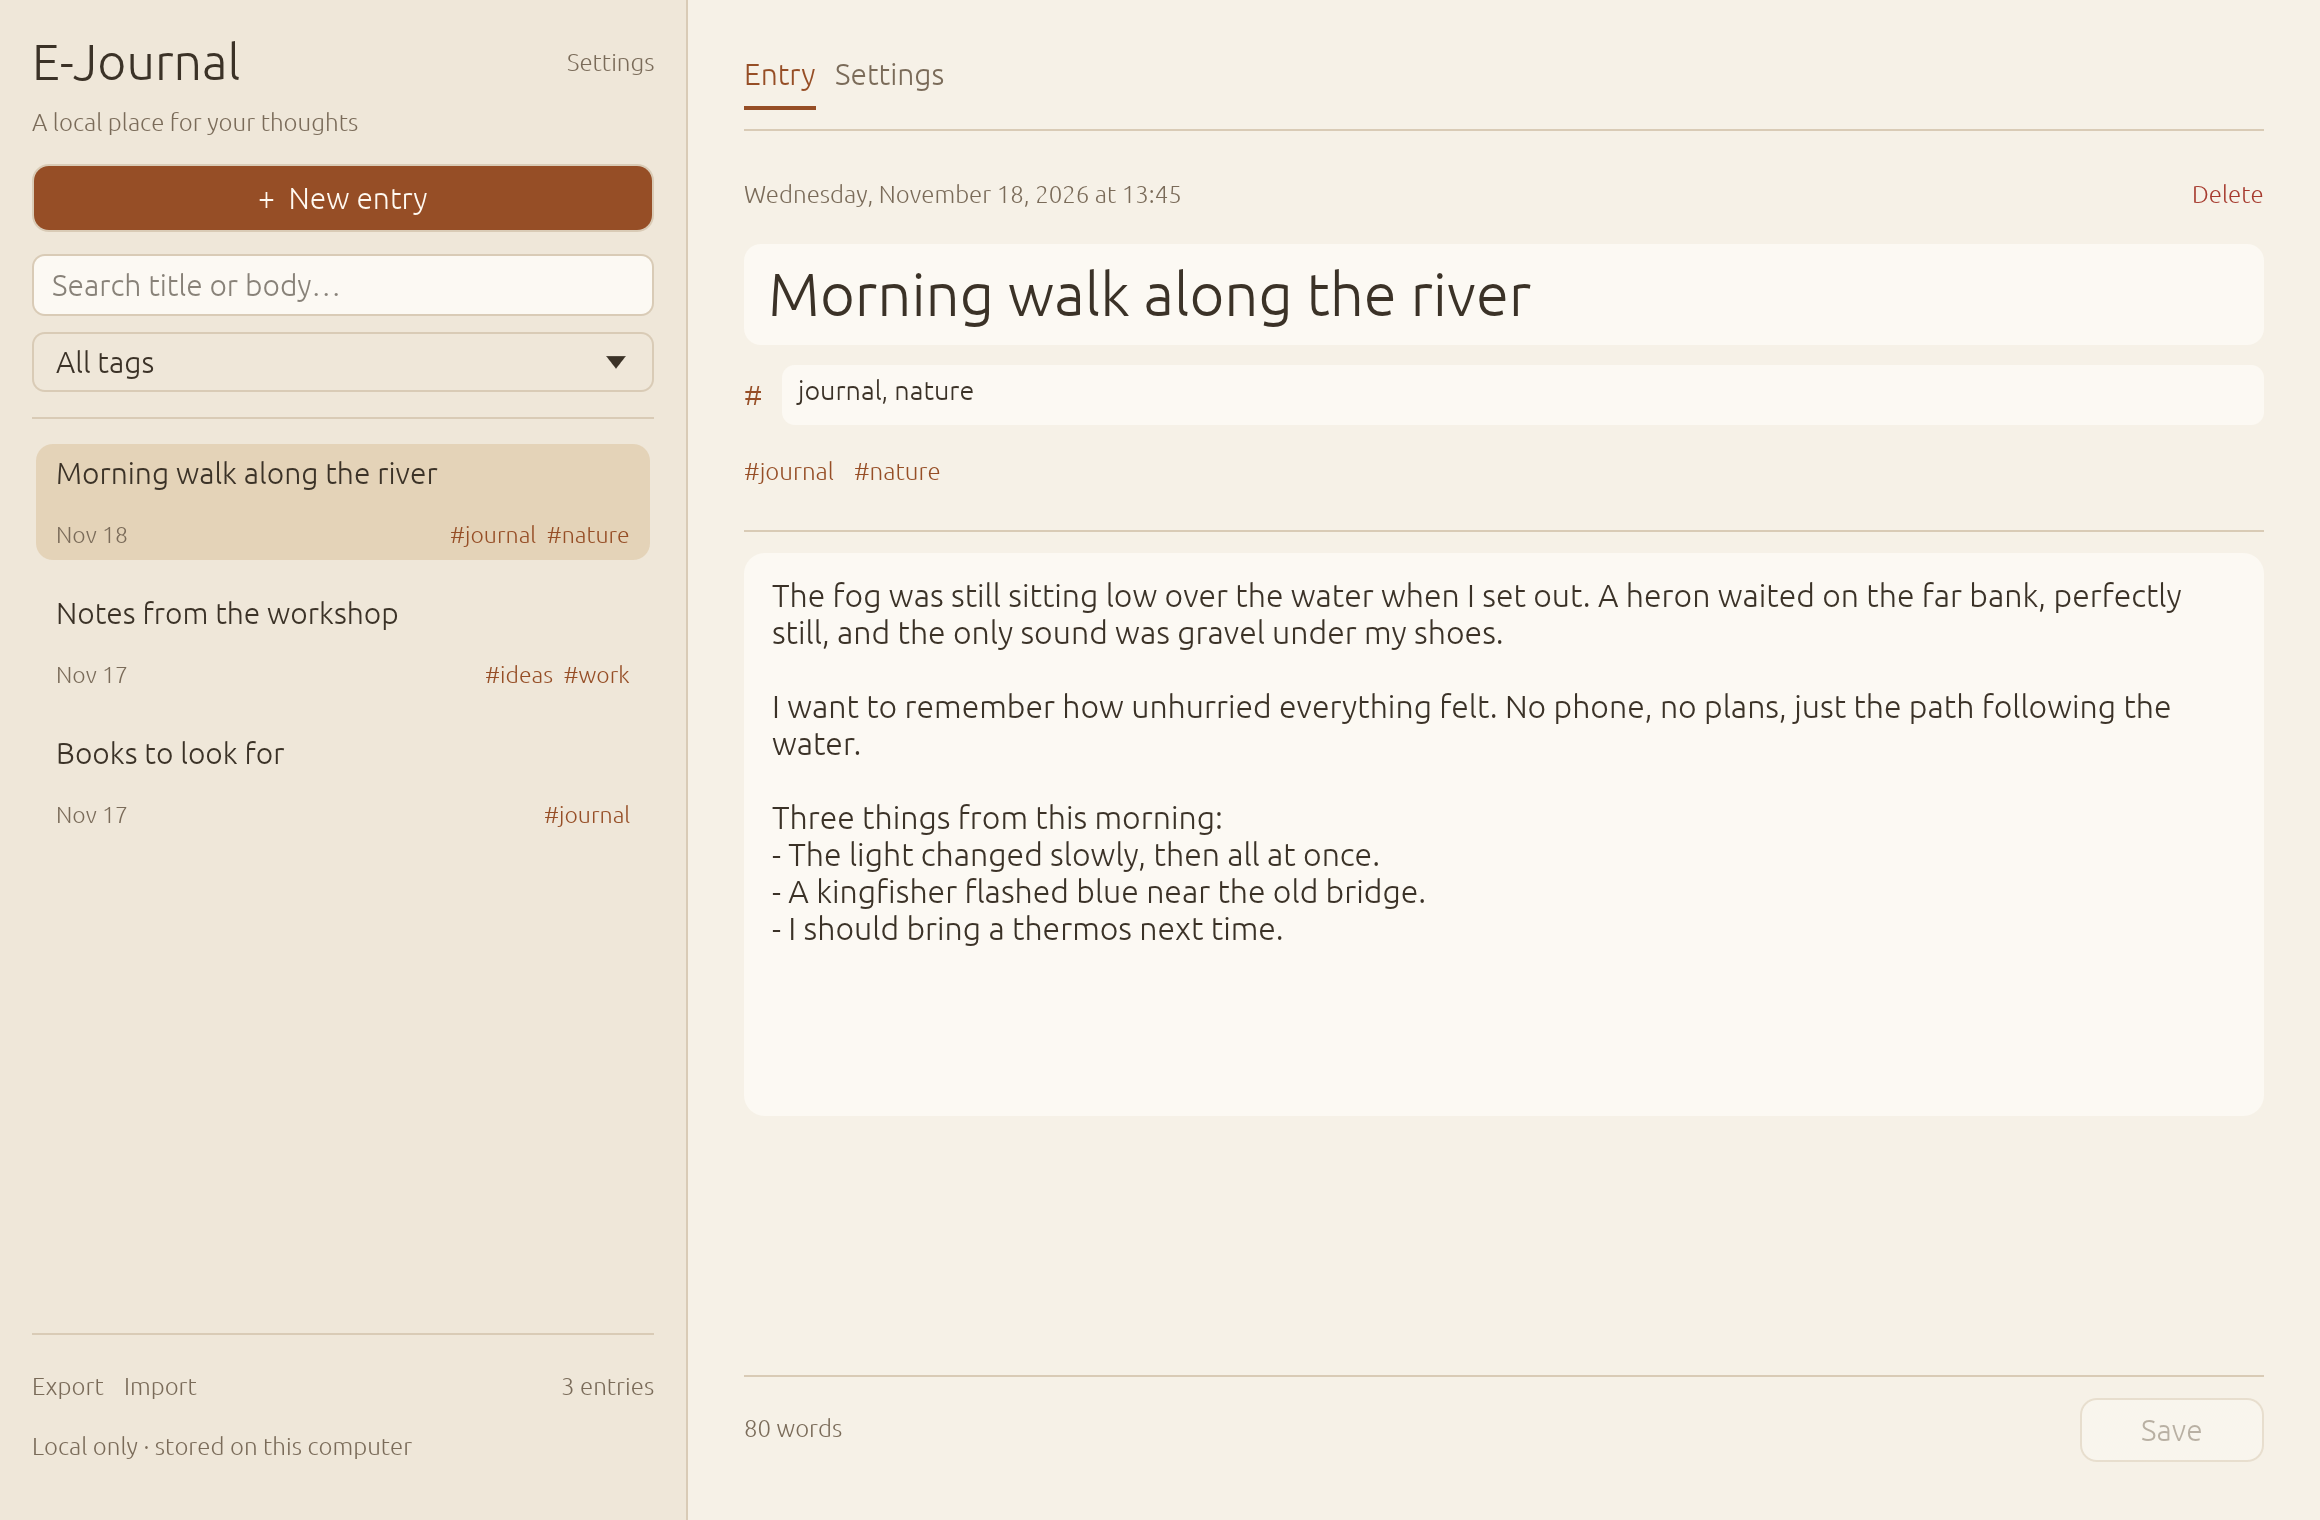 E-Journal
Settings
A local place for your thoughts
+ New entry
Search title or body…
All tags
Morning walk along the river
Nov 18 #journal #nature
Notes from the workshop
Nov 17 #ideas #work
Books to look for
Nov 17 #journal
Export Import 3 entries
Local only · stored on this computer
Entry Settings
Wednesday, November 18, 2026 at 13:45 Delete
Morning walk along the river
# journal, nature
#journal #nature
The fog was still sitting low over the water when I set out. A heron waited on the far bank, perfectly
still, and the only sound was gravel under my shoes.
I want to remember how unhurried everything felt. No phone, no plans, just the path following the
water.
Three things from this morning:
- The light changed slowly, then all at once.
- A kingfisher flashed blue near the old bridge.
- I should bring a thermos next time.
80 words Save